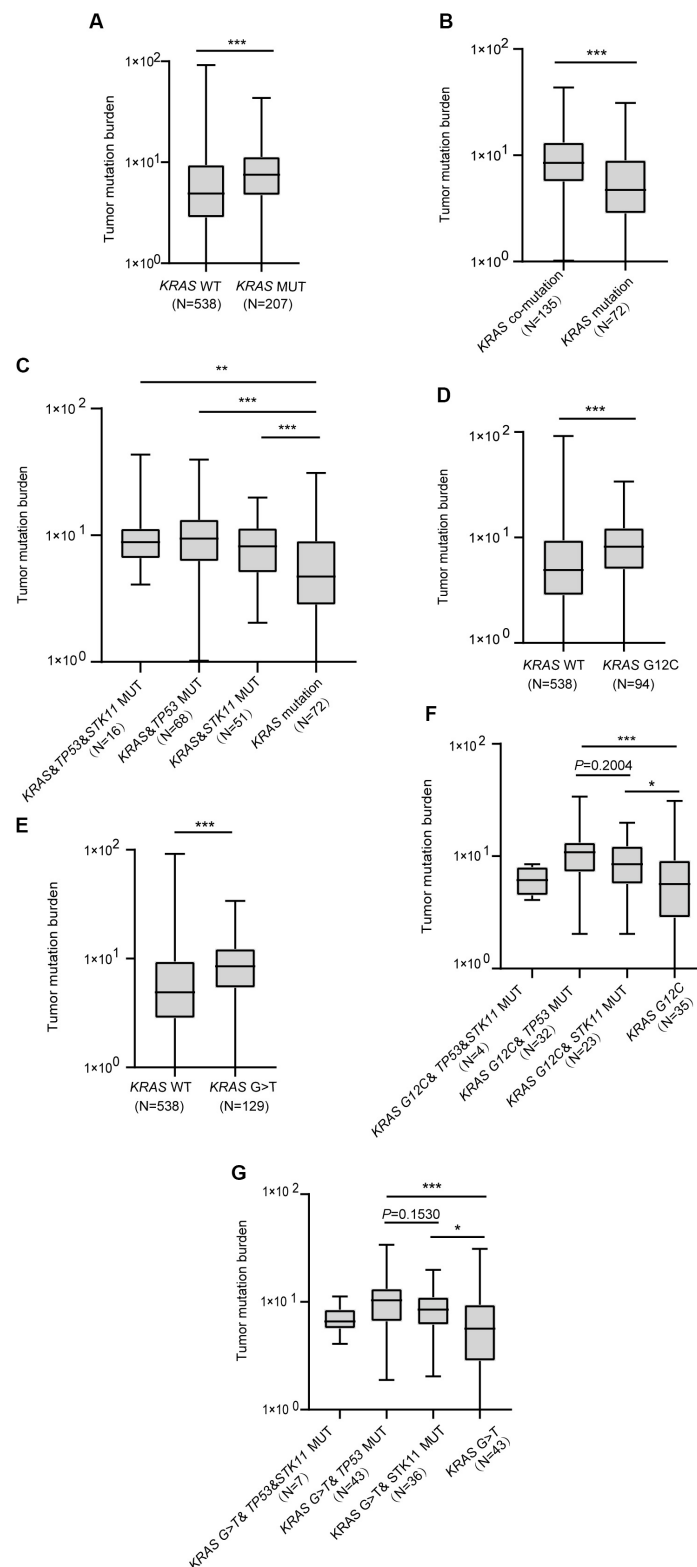 A
***
1×10²
1×10¹
1×10⁰
Tumor mutation burden
KRAS WT
(N=538)
KRAS MUT
(N=207)
B
***
1×10²
1×10¹
1×10⁰
Tumor mutation burden
KRAS co-mutation
(N=135)
KRAS mutation
(N=72)
C
**
***
***
1×10²
1×10¹
1×10⁰
Tumor mutation burden
KRAS&TP53&STK11 MUT
(N=16)
KRAS&TP53 MUT
(N=68)
KRAS&STK11 MUT
(N=51)
KRAS mutation
(N=72)
D
***
1×10²
1×10¹
1×10⁰
Tumor mutation burden
KRAS WT
(N=538)
KRAS G12C
(N=94)
E
***
1×10²
1×10¹
1×10⁰
Tumor mutation burden
KRAS WT
(N=538)
KRAS G>T
(N=129)
F
***
P=0.2004
*
1×10²
1×10¹
1×10⁰
Tumor mutation burden
KRAS G12C& TP53&STK11 MUT
(N=4)
KRAS G12C& TP53 MUT
(N=32)
KRAS G12C& STK11 MUT
(N=23)
KRAS G12C
(N=35)
G
***
P=0.1530
*
1×10²
1×10¹
1×10⁰
Tumor mutation burden
KRAS G>T& TP53&STK11 MUT
(N=7)
KRAS G>T& TP53 MUT
(N=43)
KRAS G>T& STK11 MUT
(N=36)
KRAS G>T
(N=43)